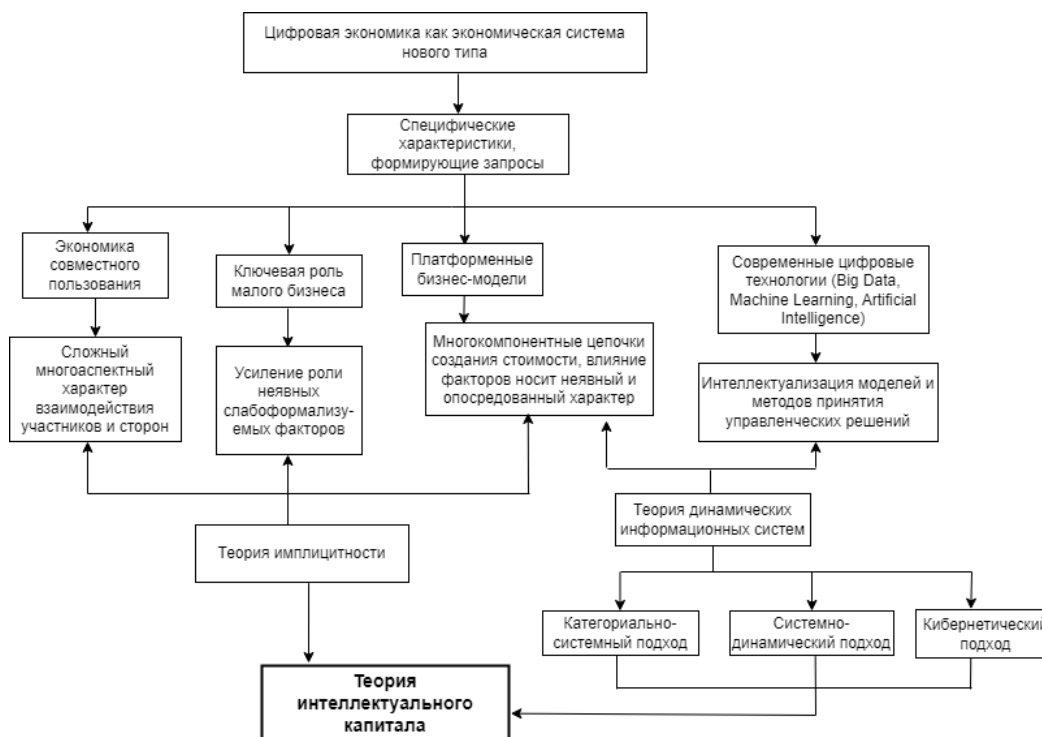 Цифровая экономика как экономическая система
нового типа
Специфические
характеристики,
формирующие запросы
Экономика
совместного
пользования
Ключевая роль
малого бизнеса
Платформенные
бизнес-модели
Современные цифровые
технологии (Big Data,
Machine Learning, Artificial
Intelligence)
Сложный
многоаспектный
характер
взаимодействия
участников и сторон
Усиление роли
неявных
слабоформализу-
емых факторов
Многокомпонентные цепочки
создания стоимости, влияние
факторов носит неявный и
опосредованный характер
Интеллектуализация моделей и
методов принятия
управленческих решений
Теория имплицитности
Теория динамических
информационных систем
Категориально-
системный подход
Системно-
динамический подход
Кибернетический
подход
Теория
интеллектуального
капитала